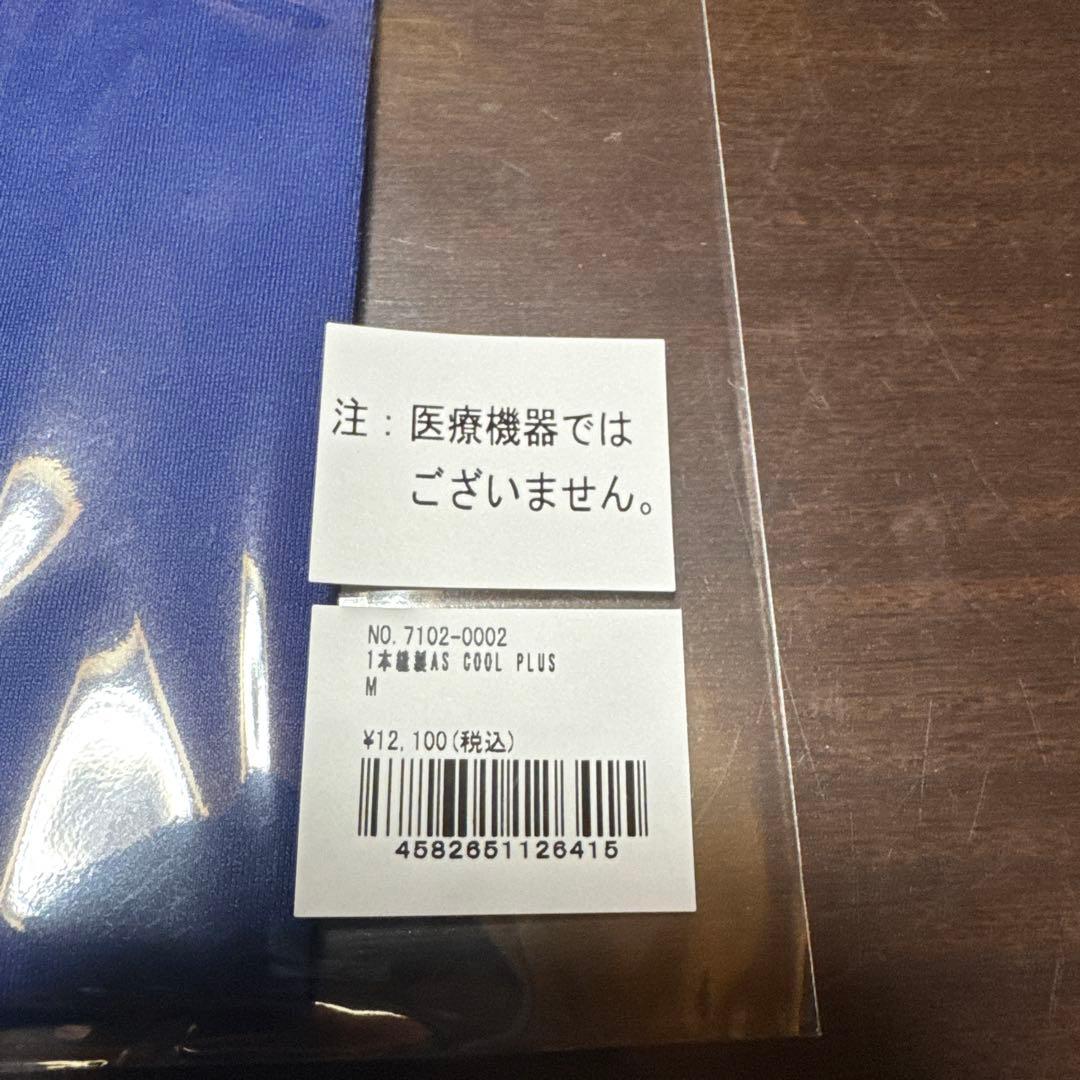 注：医療機器では
ございません。
NO.7102-0002
1本縫製AS COOL PLUS
M
¥12,100(税込)
4582651126415